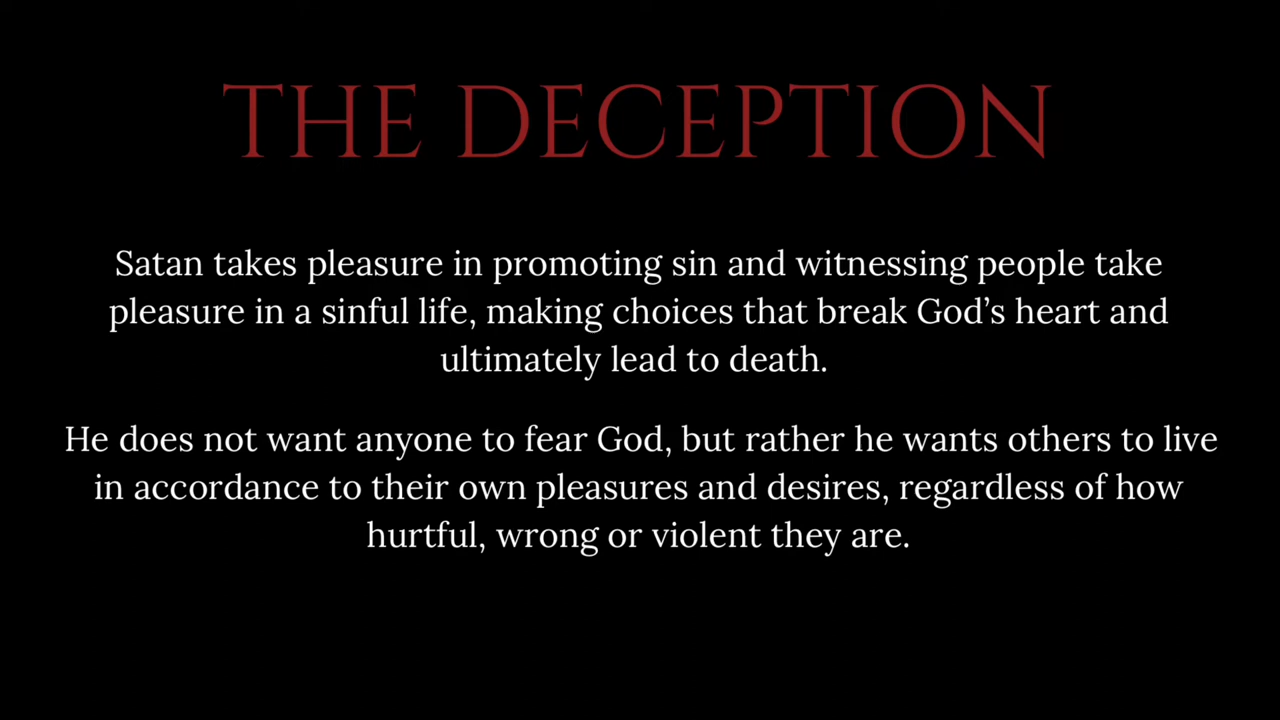 THE DECEPTION
Satan takes pleasure in promoting sin and witnessing people take
pleasure in a sinful life, making choices that break God’s heart and
ultimately lead to death.
He does not want anyone to fear God, but rather he wants others to live
in accordance to their own pleasures and desires, regardless of how
hurtful, wrong or violent they are.